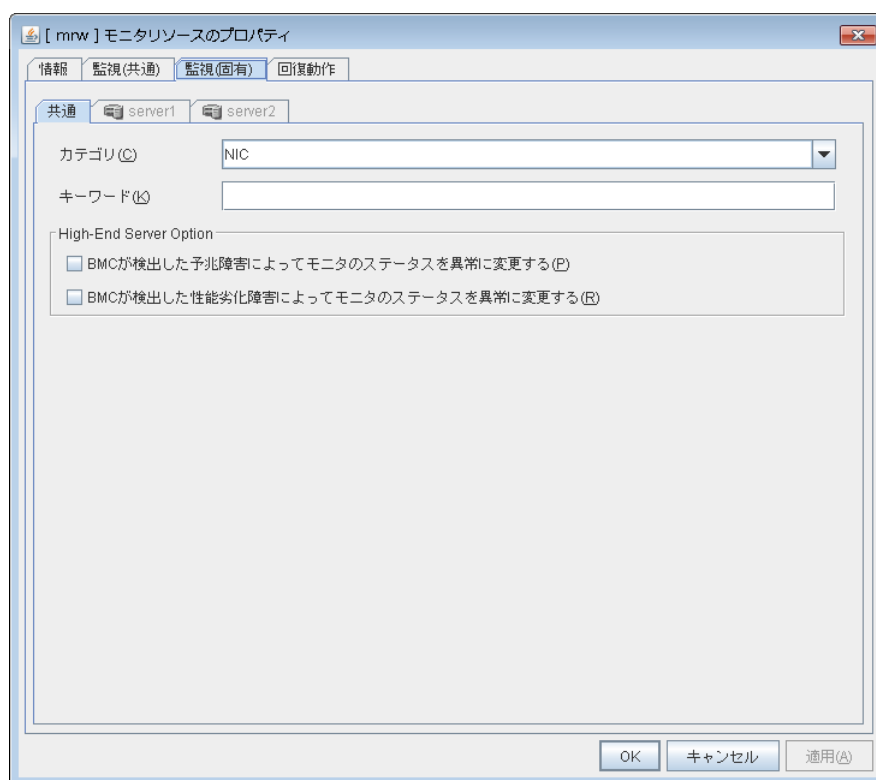 [ mrw ] モニタリソースのプロパティ
情報 監視(共通) 監視(固有) 回復動作
共通 server1 server2
カテゴリ(C) NIC
キーワード(K)
High-End Server Option
BMCが検出した予兆障害によってモニタのステータスを異常に変更する(P)
BMCが検出した性能劣化障害によってモニタのステータスを異常に変更する(R)
OK キャンセル 適用(A)